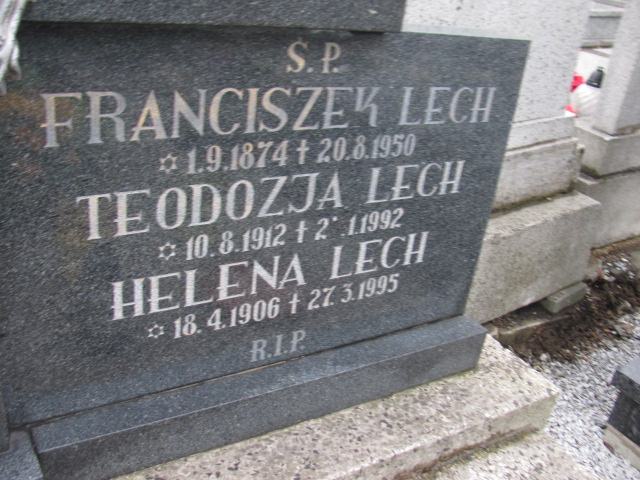 S.P.
FRANCISZEK LECH
✡ 1.9.1874 † 20.8.1950
TEODOZJA LECH
✡ 10.8.1912 † .1.1992
HELENA LECH
✡ 18.4.1906 † 27.3.1995
R.I.P.